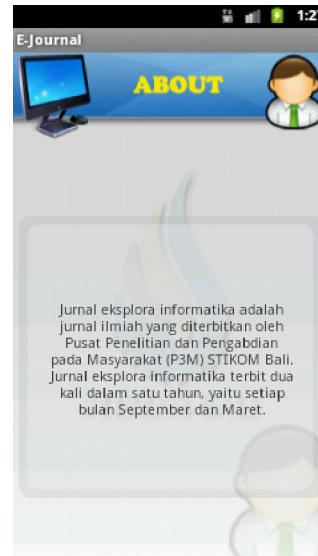 E-Journal
ABOUT
Jurnal eksplora informatika adalah
jurnal ilmiah yang diterbitkan oleh
Pusat Penelitian dan Pengabdian
pada Masyarakat (P3M) STIKOM Bali.
Jurnal eksplora informatika terbit dua
kali dalam satu tahun, yaitu setiap
bulan September dan Maret.